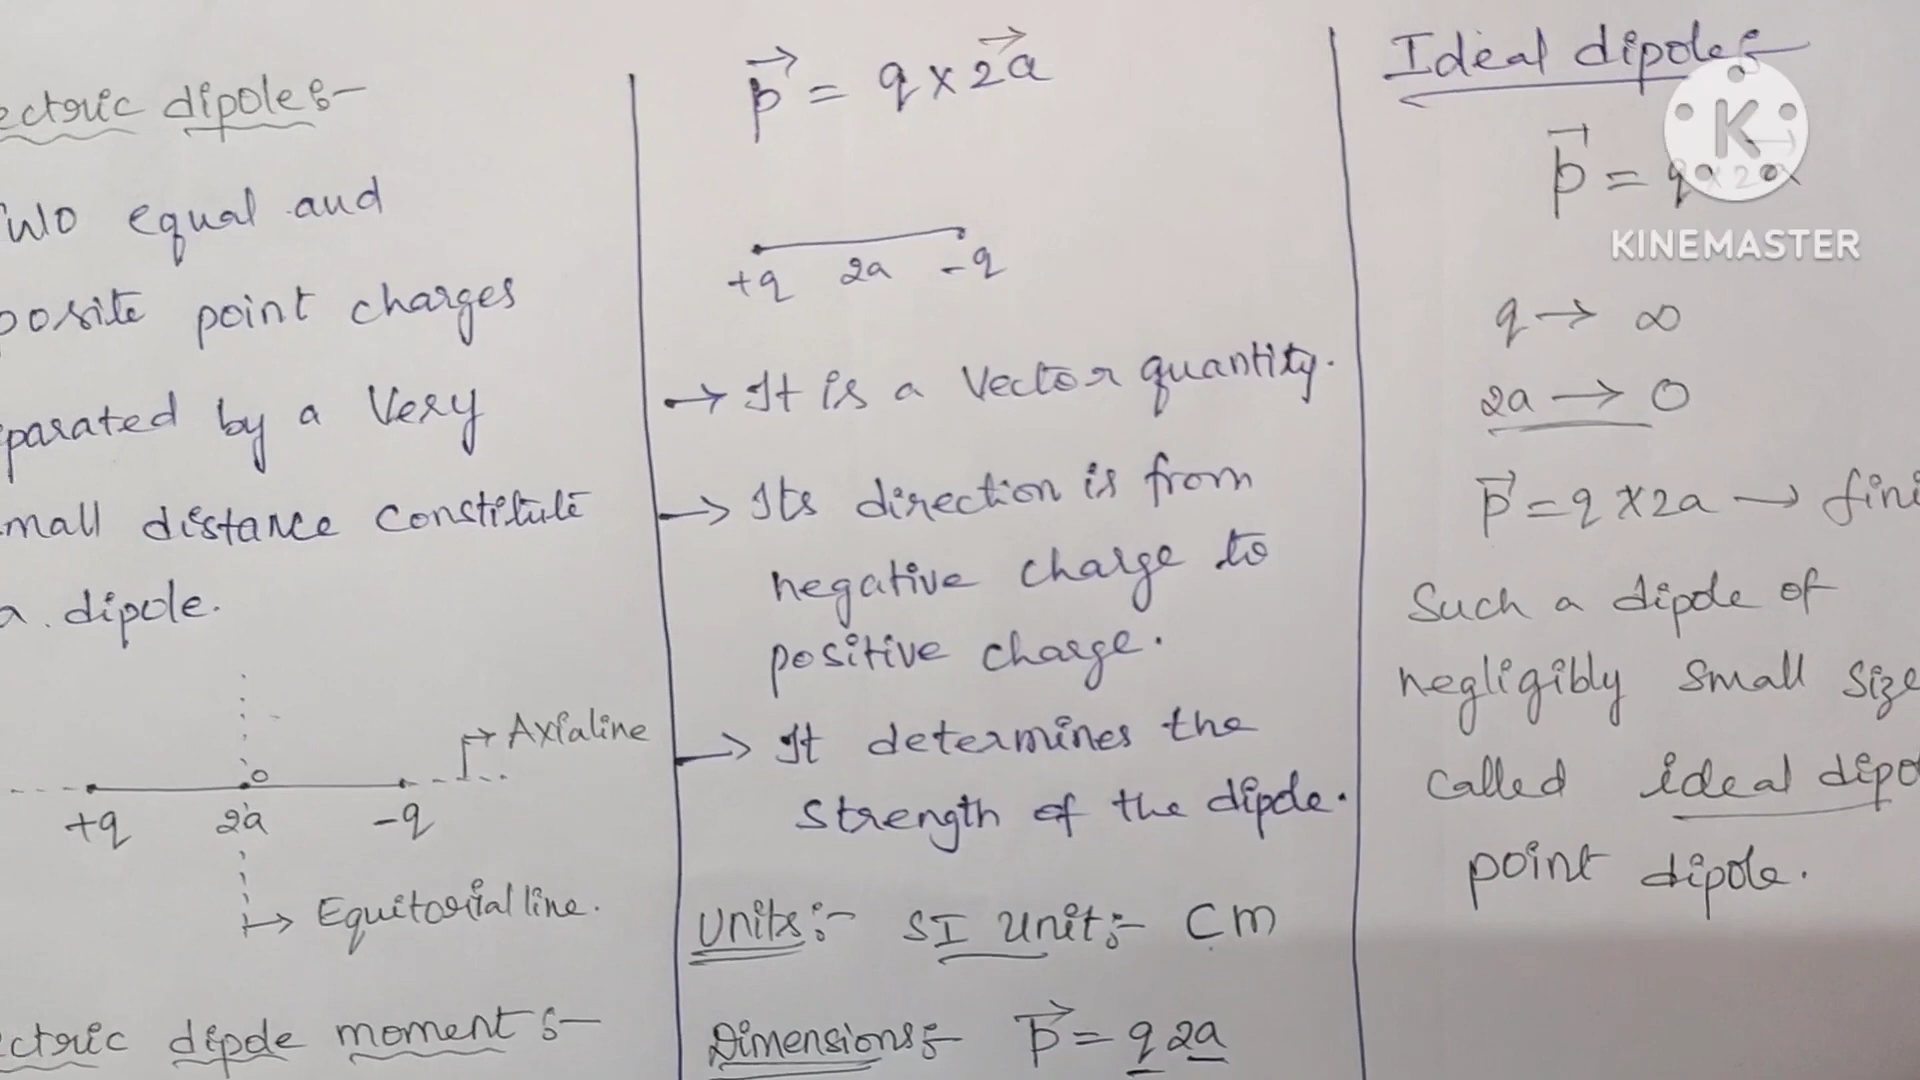 ectric dipole:-
Two equal and
posite point charges
parated by a Very
mall distance constitute
a dipole.
Axialine
o
+q 2a -q
Equitorial line.
ectric dipole moment:-
p⃗ = q × 2a⃗
+q 2a -q
→ It is a Vector quantity.
→ Its direction is from
negative charge to
positive charge.
→ It determines the
strength of the dipole.
Units:- SI Unit:- Cm
Dimensions:- p⃗ = q 2a
Ideal dipole:-
p⃗ = q × 2a
K
KINEMASTER
q → ∞
2a → 0
p⃗ = q × 2a → fini
Such a dipole of
negligibly small size
called ideal dipo
point dipole.